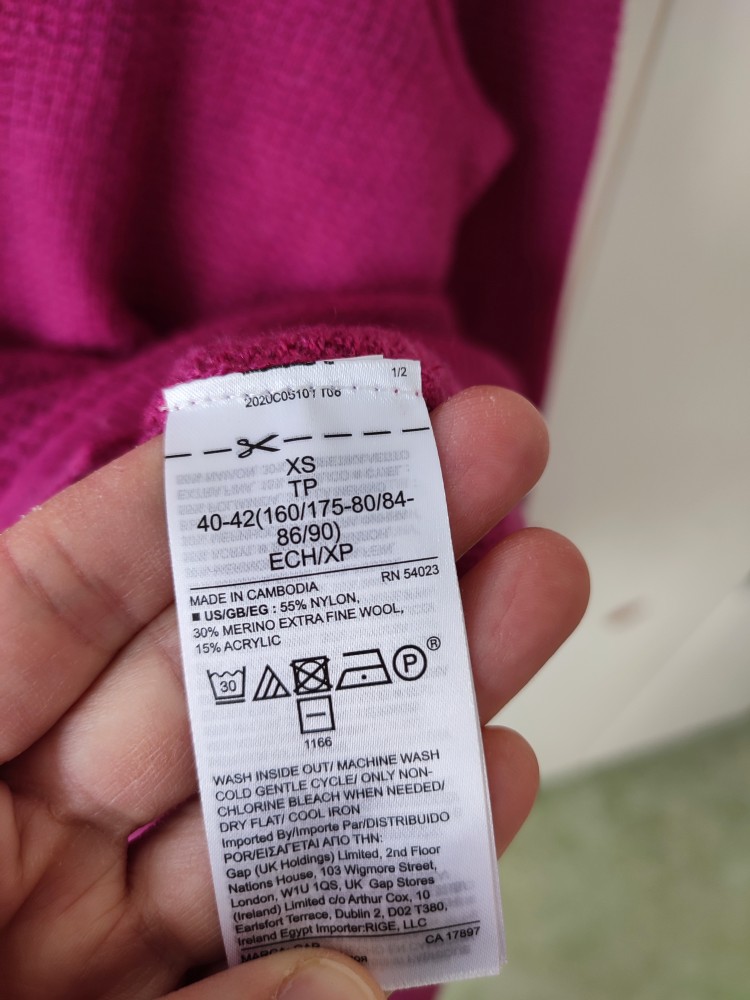 1/2
XS
TP
40-42(160/175-80/84-
86/90)
ECH/XP
RN 54023
MADE IN CAMBODIA
■ US/GB/EG : 55% NYLON,
30% MERINO EXTRA FINE WOOL,
15% ACRYLIC
30
P®
1166
WASH INSIDE OUT/ MACHINE WASH
COLD GENTLE CYCLE/ ONLY NON-
CHLORINE BLEACH WHEN NEEDED/
DRY FLAT/ COOL IRON
Imported By/Importe Par/DISTRIBUIDO
POR/ΕΙΣΑΓΕΤΑΙ ΑΠΟ ΤΗΝ:
Gap (UK Holdings) Limited, 2nd Floor
Nations House, 103 Wigmore Street,
London, W1U 1QS, UK Gap Stores
(Ireland) Limited c/o Arthur Cox, 10
Earlsfort Terrace, Dublin 2, D02 T380,
Ireland Egypt Importer:RIGE, LLC
CA 17897